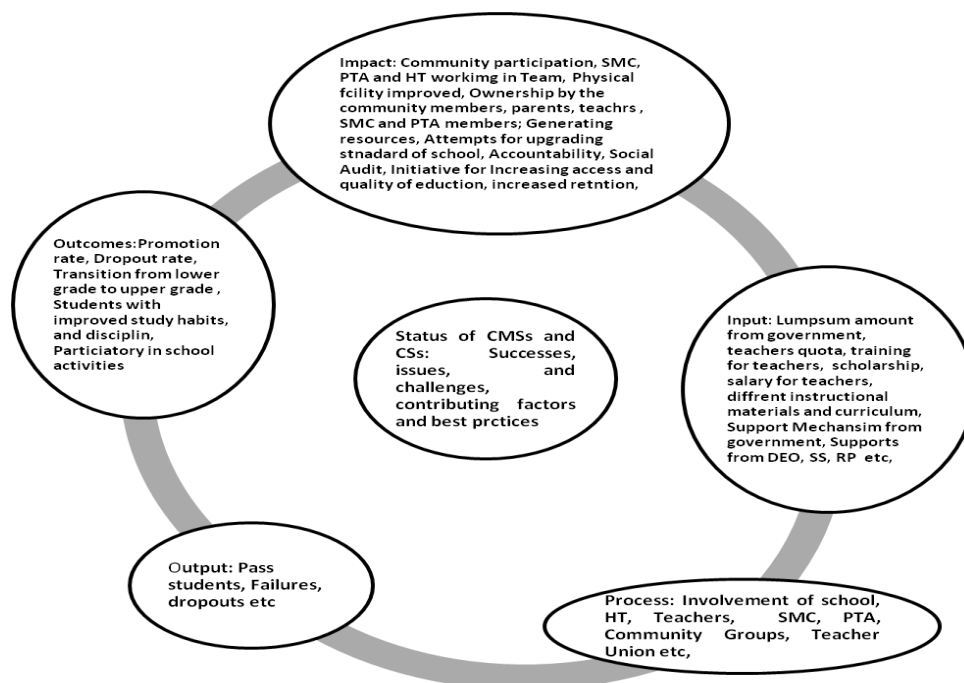 Impact: Community participation, SMC,
PTA and HT workimg in Team, Physical
fcility improved, Ownership by the
community members, parents, teachrs ,
SMC and PTA members; Generating
resources, Attempts for upgrading
stnadard of school, Accountability, Social
Audit, Initiative for Increasing access and
quality of eduction, increased retntion,
Outcomes:Promotion
rate, Dropout rate,
Transition from lower
grade to upper grade ,
Students with
improved study habits,
and disciplin,
Particiatory in school
activities
Status of CMSs and
CSs: Successes,
issues, and
challenges,
contributing factors
and best prctices
Input: Lumpsum amount
from government,
teachers quota, training
for teachers, scholarship,
salary for teachers,
diffrent instructional
materials and curriculum,
Support Mechansim from
government, Supports
from DEO, SS, RP etc,
Output: Pass
students, Failures,
dropouts etc
Process: Involvement of school,
HT, Teachers, SMC, PTA,
Community Groups, Teacher
Union etc,